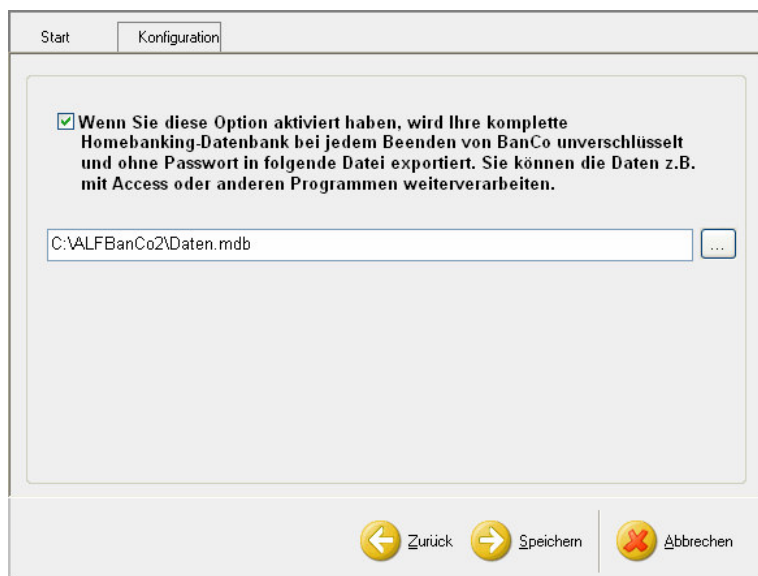 Start Konfiguration
Wenn Sie diese Option aktiviert haben, wird Ihre komplette
Homebanking-Datenbank bei jedem Beenden von BanCo unverschlüsselt
und ohne Passwort in folgende Datei exportiert. Sie können die Daten z.B.
mit Access oder anderen Programmen weiterverarbeiten.
C:\ALFBanCo2\Daten.mdb ...
Zurück Speichern Abbrechen